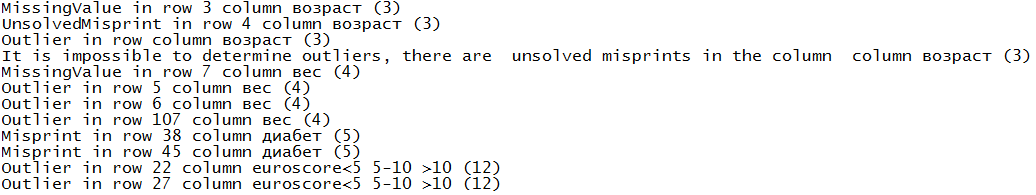 MissingValue in row 3 column возраст (3)
UnsolvedMisprint in row 4 column возраст (3)
Outlier in row column возраст (3)
It is impossible to determine outliers, there are  unsolved misprints in the column  column возраст (3)
MissingValue in row 7 column вес (4)
Outlier in row 5 column вес (4)
Outlier in row 6 column вес (4)
Outlier in row 107 column вес (4)
Misprint in row 38 column диабет (5)
Misprint in row 45 column диабет (5)
Outlier in row 22 column euroscore<5 5-10 >10 (12)
Outlier in row 27 column euroscore<5 5-10 >10 (12)